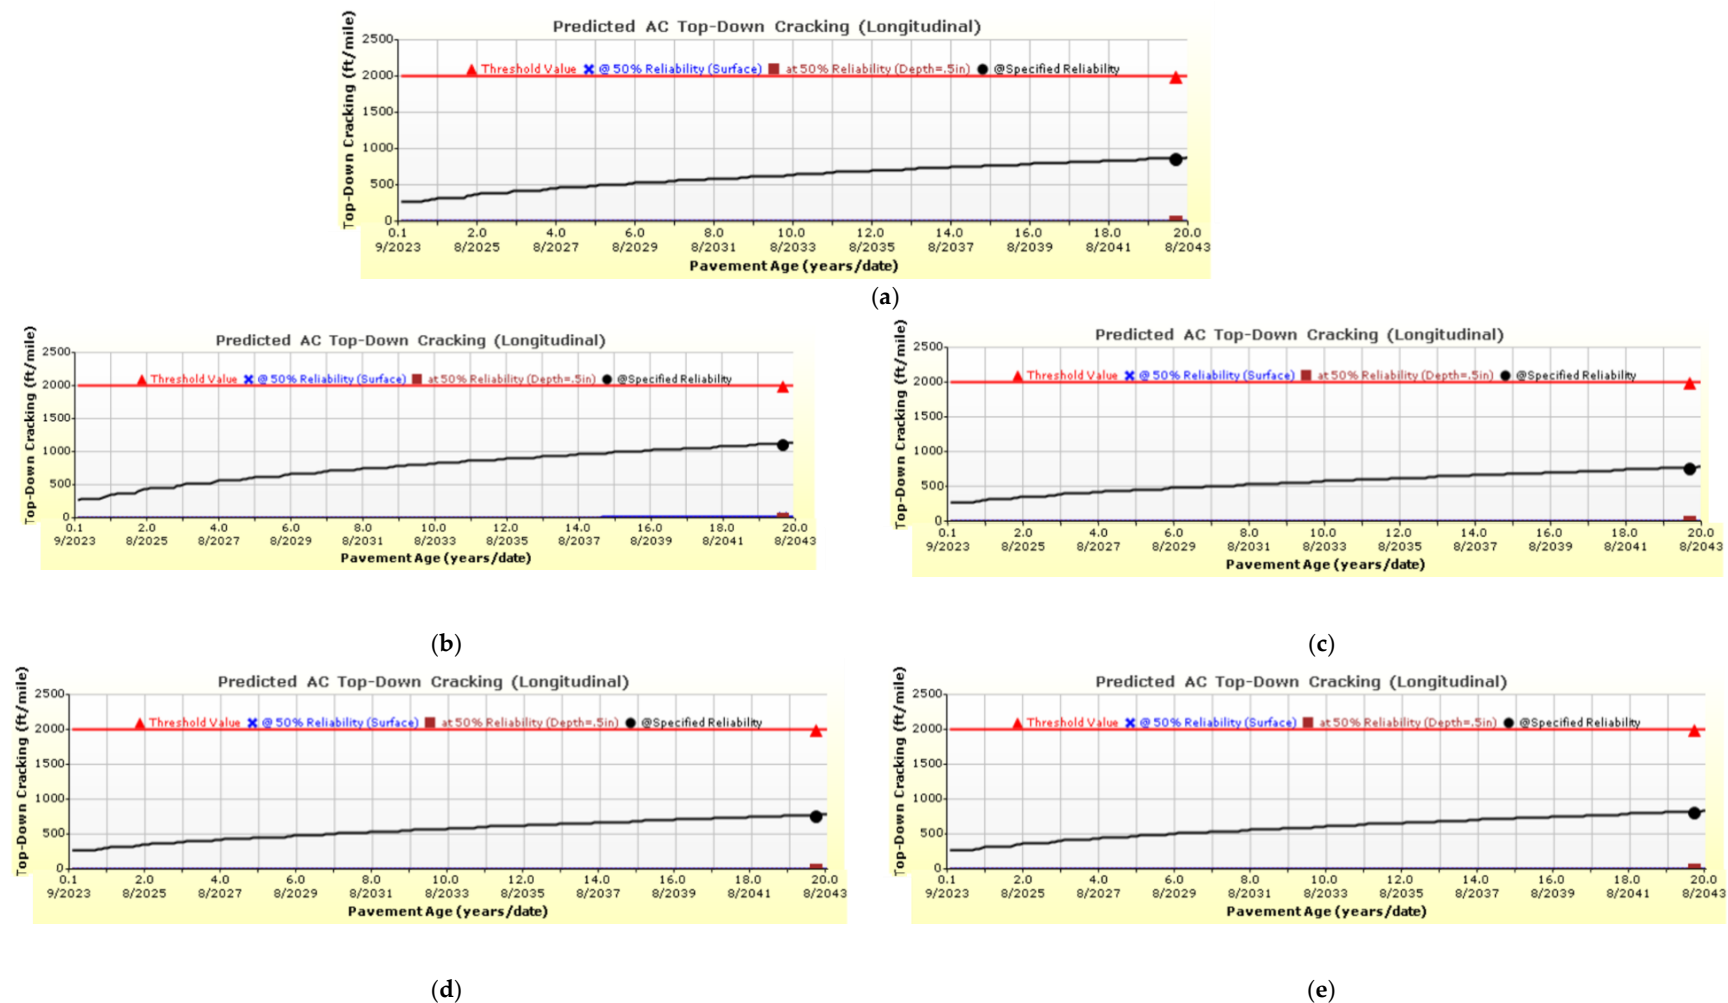 Predicted AC Top-Down Cracking (Longitudinal)
Top-Down Cracking (ft/mile)
2500
2000
1500
1000
500
0
Threshold Value @ 50% Reliability (Surface) at 50% Reliability (Depth=.5in) @Specified Reliability
0.1 2.0 4.0 6.0 8.0 10.0 12.0 14.0 16.0 18.0 20.0
9/2023 8/2025 8/2027 8/2029 8/2031 8/2033 8/2035 8/2037 8/2039 8/2041 8/2043
Pavement Age (years/date)
(a)
Predicted AC Top-Down Cracking (Longitudinal)
Top-Down Cracking (ft/mile)
2500
2000
1500
1000
500
0
Threshold Value @ 50% Reliability (Surface) at 50% Reliability (Depth=.5in) @Specified Reliability
0.1 2.0 4.0 6.0 8.0 10.0 12.0 14.0 16.0 18.0 20.0
9/2023 8/2025 8/2027 8/2029 8/2031 8/2033 8/2035 8/2037 8/2039 8/2041 8/2043
Pavement Age (years/date)
(b)
Predicted AC Top-Down Cracking (Longitudinal)
Top-Down Cracking (ft/mile)
2500
2000
1500
1000
500
0
Threshold Value @ 50% Reliability (Surface) at 50% Reliability (Depth=.5in) @Specified Reliability
0.1 2.0 4.0 6.0 8.0 10.0 12.0 14.0 16.0 18.0 20.0
9/2023 8/2025 8/2027 8/2029 8/2031 8/2033 8/2035 8/2037 8/2039 8/2041 8/2043
Pavement Age (years/date)
(c)
Predicted AC Top-Down Cracking (Longitudinal)
Top-Down Cracking (ft/mile)
2500
2000
1500
1000
500
0
Threshold Value @ 50% Reliability (Surface) at 50% Reliability (Depth=.5in) @Specified Reliability
0.1 2.0 4.0 6.0 8.0 10.0 12.0 14.0 16.0 18.0 20.0
9/2023 8/2025 8/2027 8/2029 8/2031 8/2033 8/2035 8/2037 8/2039 8/2041 8/2043
Pavement Age (years/date)
(d)
Predicted AC Top-Down Cracking (Longitudinal)
Top-Down Cracking (ft/mile)
2500
2000
1500
1000
500
0
Threshold Value @ 50% Reliability (Surface) at 50% Reliability (Depth=.5in) @Specified Reliability
0.1 2.0 4.0 6.0 8.0 10.0 12.0 14.0 16.0 18.0 20.0
9/2023 8/2025 8/2027 8/2029 8/2031 8/2033 8/2035 8/2037 8/2039 8/2041 8/2043
Pavement Age (years/date)
(e)